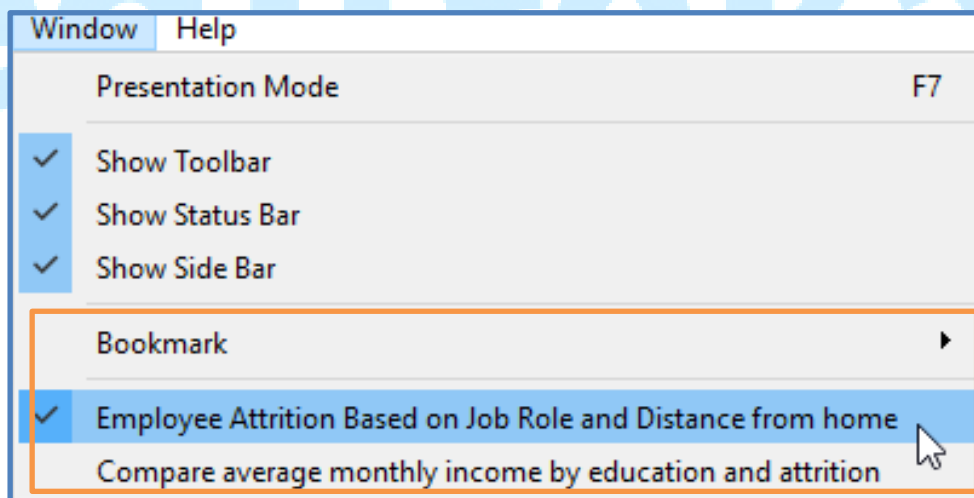 Window Help
Presentation Mode F7
Show Toolbar
Show Status Bar
Show Side Bar
Bookmark
Employee Attrition Based on Job Role and Distance from home
Compare average monthly income by education and attrition